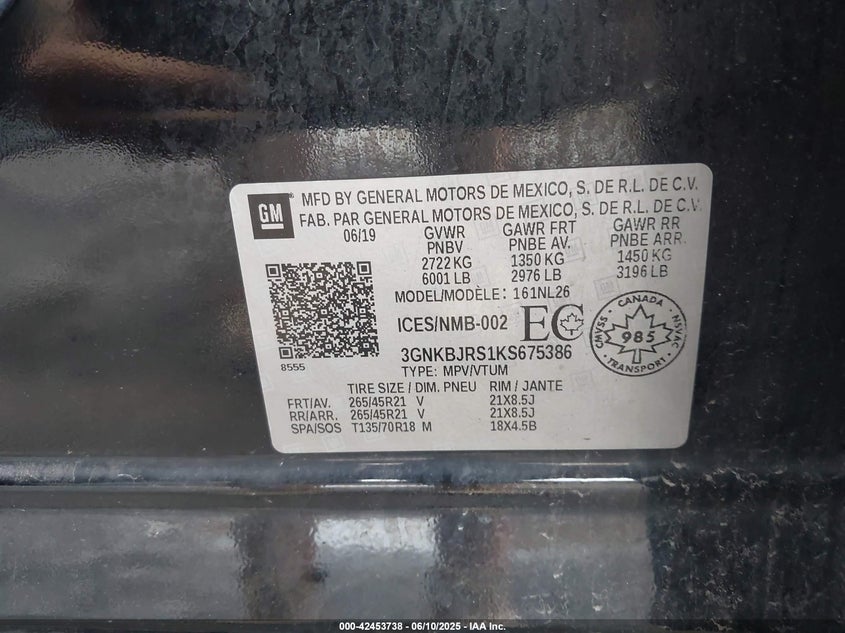 GM
MFD BY GENERAL MOTORS DE MEXICO, S. DE R.L. DE C.V.
FAB. PAR GENERAL MOTORS DE MEXICO, S. DE R.L. DE C.V.
06/19 GVWR GAWR FRT GAWR RR
PNBV PNBE AV. PNBE ARR.
2722 KG 1350 KG 1450 KG
6001 LB 2976 LB 3196 LB
MODEL/MODÈLE: 161NL26
ICES/NMB-002 EC
CANADA
CMVSS 985 NSVAC
TRANSPORT
3GNKBJRS1KS675386
8555
TYPE: MPV/VTUM
TIRE SIZE / DIM. PNEU RIM / JANTE
FRT/AV. 265/45R21 V 21X8.5J
RR/ARR. 265/45R21 V 21X8.5J
SPA/SOS T135/70R18 M 18X4.5B
000-42453738 - 06/10/2025 - IAA Inc.